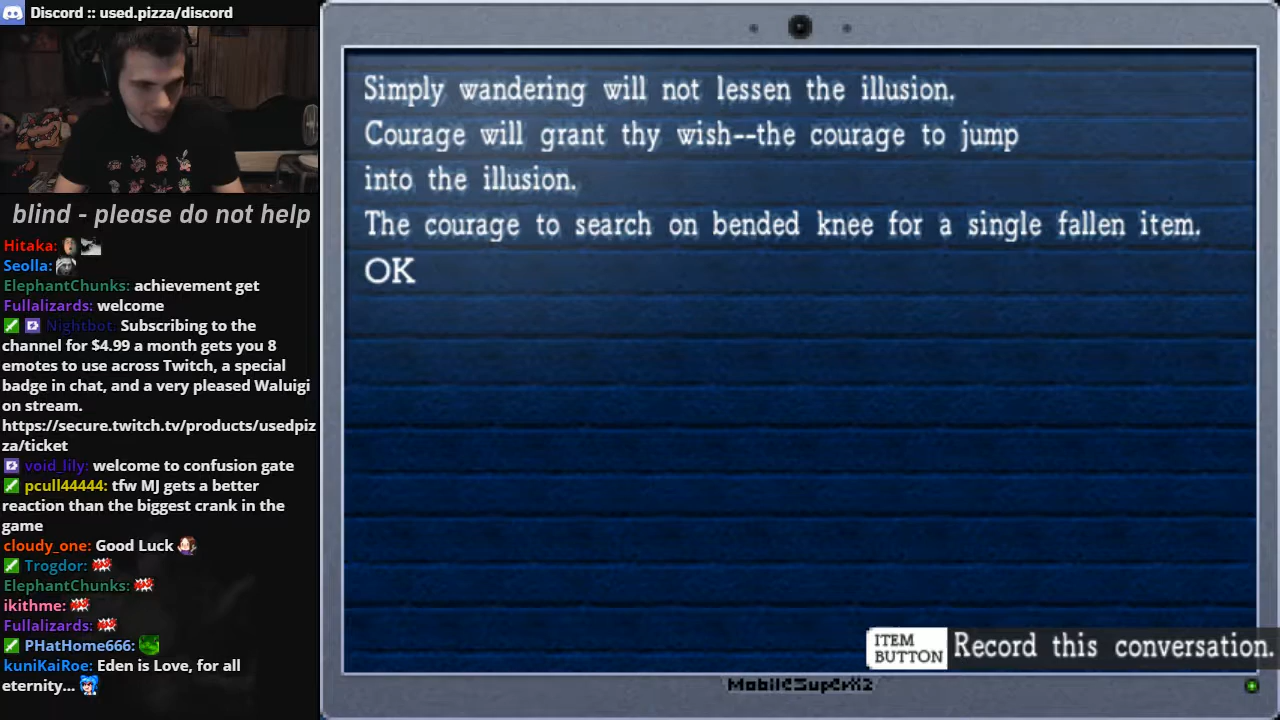 Discord :: used.pizza/discord
blind - please do not help
Hitaka:
Seolla:
ElephantChunks: achievement get
Fullalizards: welcome
Nightbot: Subscribing to the
channel for $4.99 a month gets you 8
emotes to use across Twitch, a special
badge in chat, and a very pleased Waluigi
on stream.
https://secure.twitch.tv/products/usedpiz
za/ticket
void_lily: welcome to confusion gate
pcull44444: tfw MJ gets a better
reaction than the biggest crank in the
game
cloudy_one: Good Luck
Trogdor:
ElephantChunks:
ikithme:
Fullalizards:
PHatHome666:
kuniKaiRoe: Eden is Love, for all
eternity...
Simply wandering will not lessen the illusion.
Courage will grant thy wish--the courage to jump
into the illusion.
The courage to search on bended knee for a single fallen item.
OK
ITEM
BUTTON
Record this conversation.
MobilESupErX2